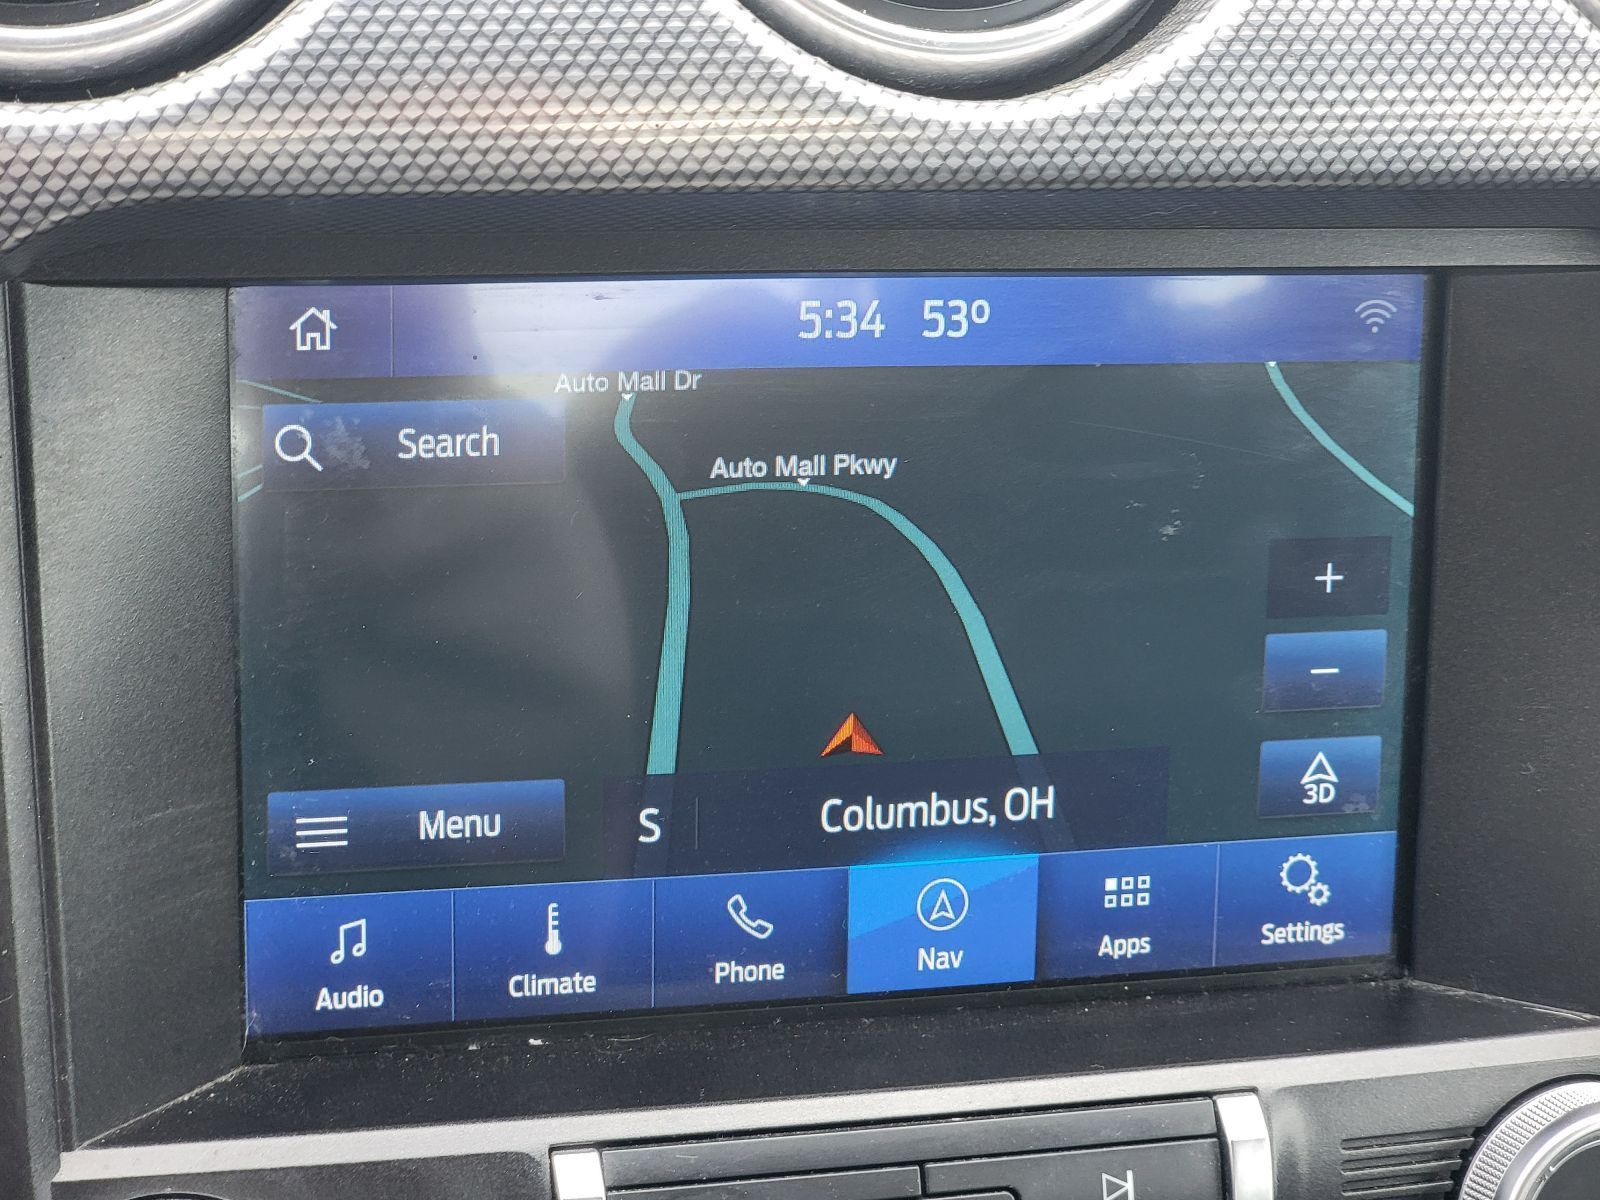 5:34 53°
Auto Mall Dr
Search
Auto Mall Pkwy
+
−
3D
Menu
S
Columbus, OH
Audio
Climate
Phone
Nav
Apps
Settings